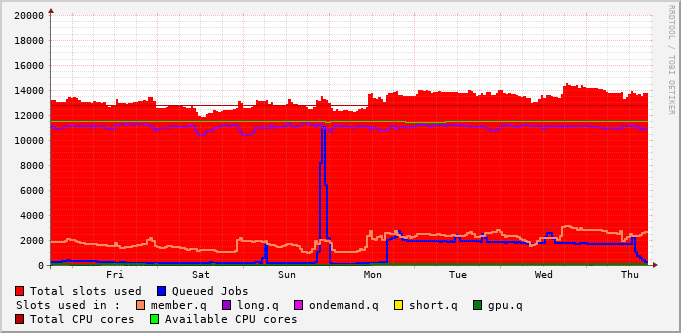 RRDTOOL / TOBI OETIKER
20000
18000
16000
14000
12000
10000
8000
6000
4000
2000
0
Fri Sat Sun Mon Tue Wed Thu
Total slots used Queued Jobs
Slots used in : member.q long.q ondemand.q short.q gpu.q
Total CPU cores Available CPU cores